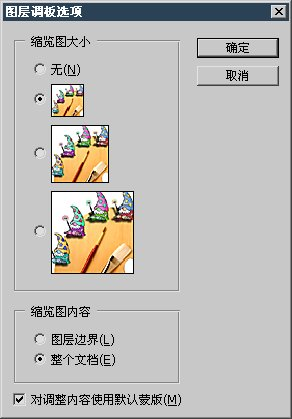 图层调板选项
缩览图大小
确定
无(N)
取消
缩览图内容
图层边界(L)
整个文档(E)
对调整内容使用默认蒙版(M)